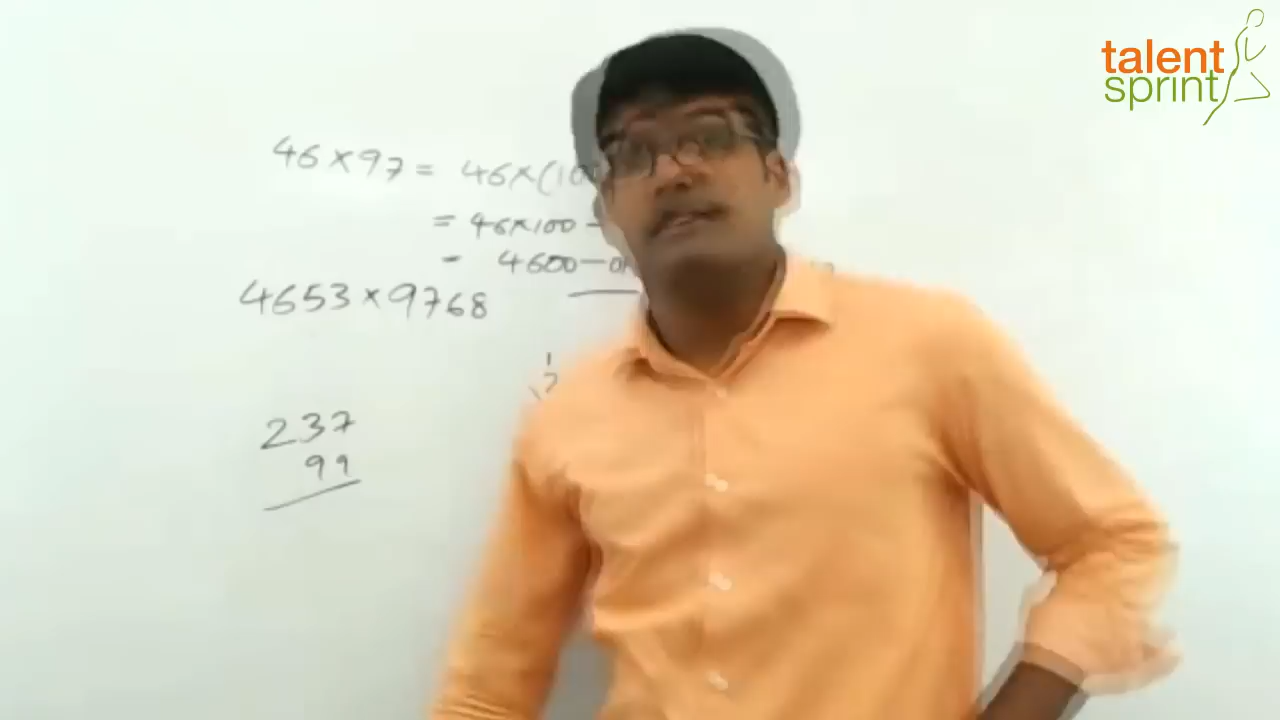 talent
sprint
46×97 = 46×(10
= 46×100 –
- 4600–
4653×9768
237
99